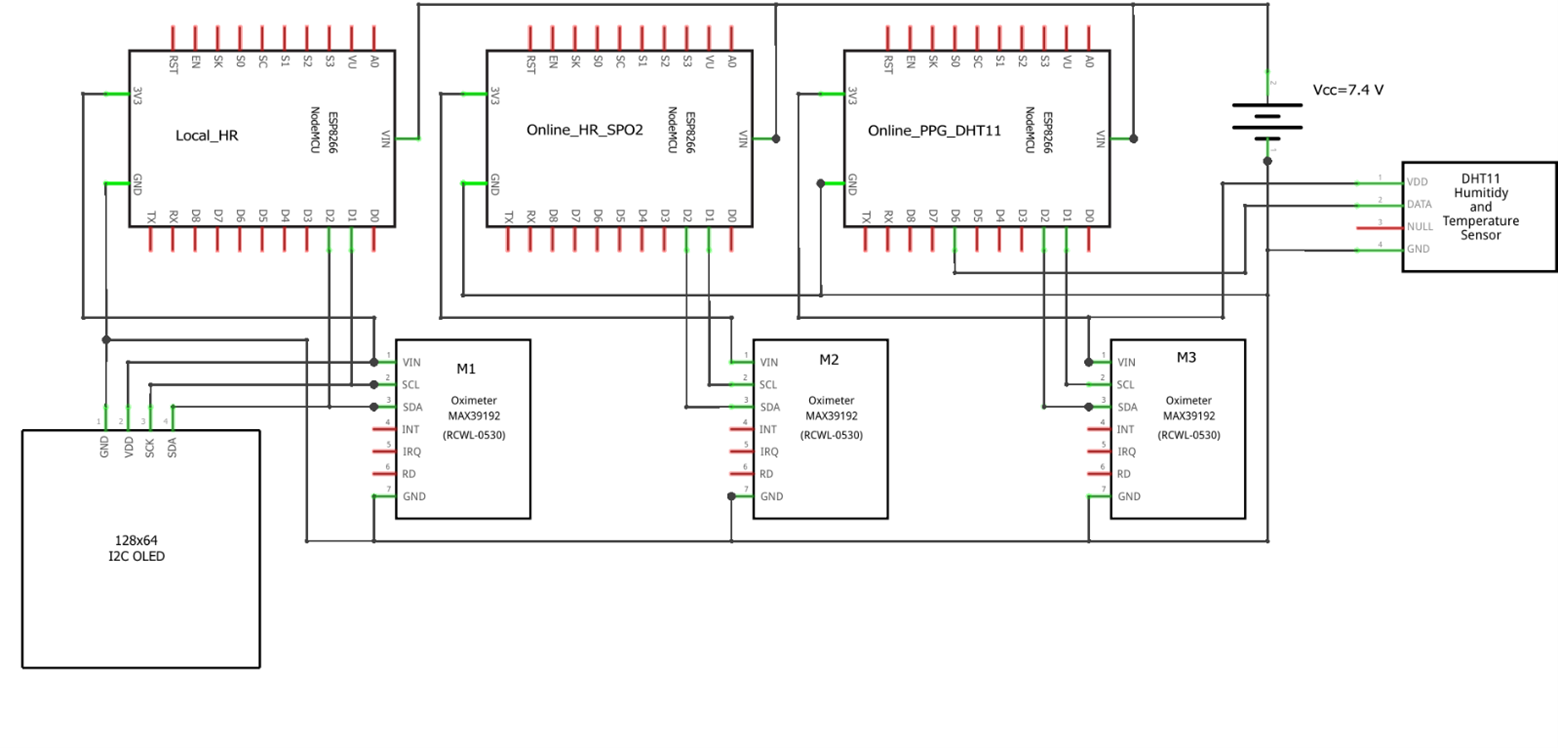 RST EN SK S0 SC S1 S2 S3 VU A0
3V3
GND
VIN
Local_HR
ESP8266
NodeMCU
TX RX D8 D7 D6 D5 D4 D3 D2 D1 D0
RST EN SK S0 SC S1 S2 S3 VU A0
3V3
GND
VIN
Online_HR_SPO2
ESP8266
NodeMCU
TX RX D8 D7 D6 D5 D4 D3 D2 D1 D0
RST EN SK S0 SC S1 S2 S3 VU A0
3V3
GND
VIN
Online_PPG_DHT11
ESP8266
NodeMCU
TX RX D8 D7 D6 D5 D4 D3 D2 D1 D0
2
Vcc=7.4 V
1
1 VDD
2 DATA
3 NULL
4 GND
DHT11
Humitidy
and
Temperature
Sensor
1 VIN
2 SCL
3 SDA
4 INT
5 IRQ
6 RD
7 GND
M1
Oximeter
MAX39192
(RCWL-0530)
1 VIN
2 SCL
3 SDA
4 INT
5 IRQ
6 RD
7 GND
M2
Oximeter
MAX39192
(RCWL-0530)
1 VIN
2 SCL
3 SDA
4 INT
5 IRQ
6 RD
7 GND
M3
Oximeter
MAX39192
(RCWL-0530)
1 2 3 4
GND VDD SCK SDA
128x64
I2C OLED